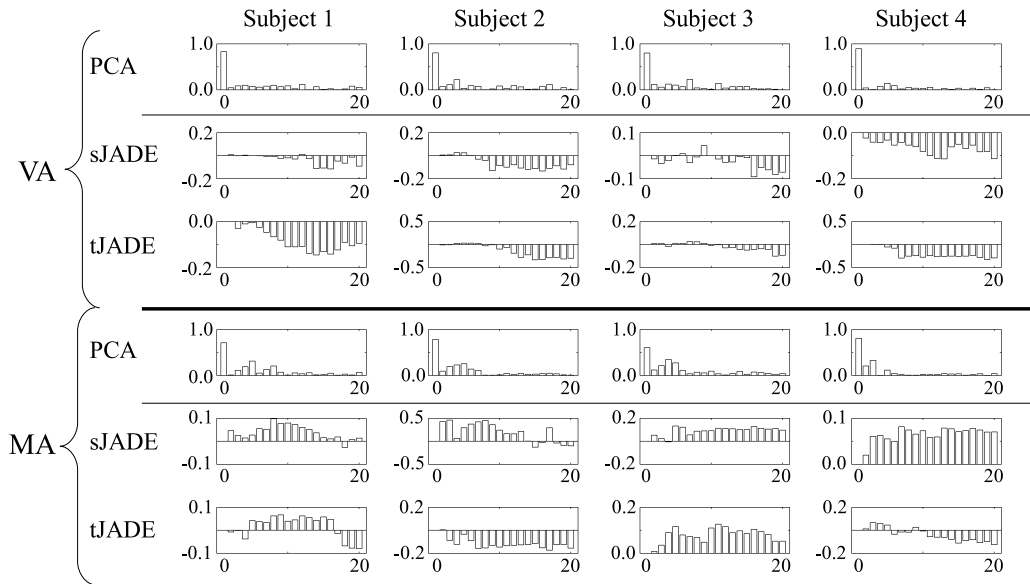 Subject 1 Subject 2 Subject 3 Subject 4
VA
PCA
1.0 1.0 1.0 1.0
0.0 0.0 0.0 0.0
0 20 0 20 0 20 0 20
sJADE
0.2 0.2 0.1 0.0
-0.2 -0.2 -0.1 -0.2
0 20 0 20 0 20 0 20
tJADE
0.0 0.5 0.2 0.5
-0.2 -0.5 -0.2 -0.5
0 20 0 20 0 20 0 20
MA
PCA
1.0 1.0 1.0 1.0
0.0 0.0 0.0 0.0
0 20 0 20 0 20 0 20
sJADE
0.1 0.5 0.2 0.1
-0.1 -0.5 -0.2 0.0
0 20 0 20 0 20 0 20
tJADE
0.1 0.2 0.1 0.2
-0.1 -0.2 0.0 -0.2
0 20 0 20 0 20 0 20